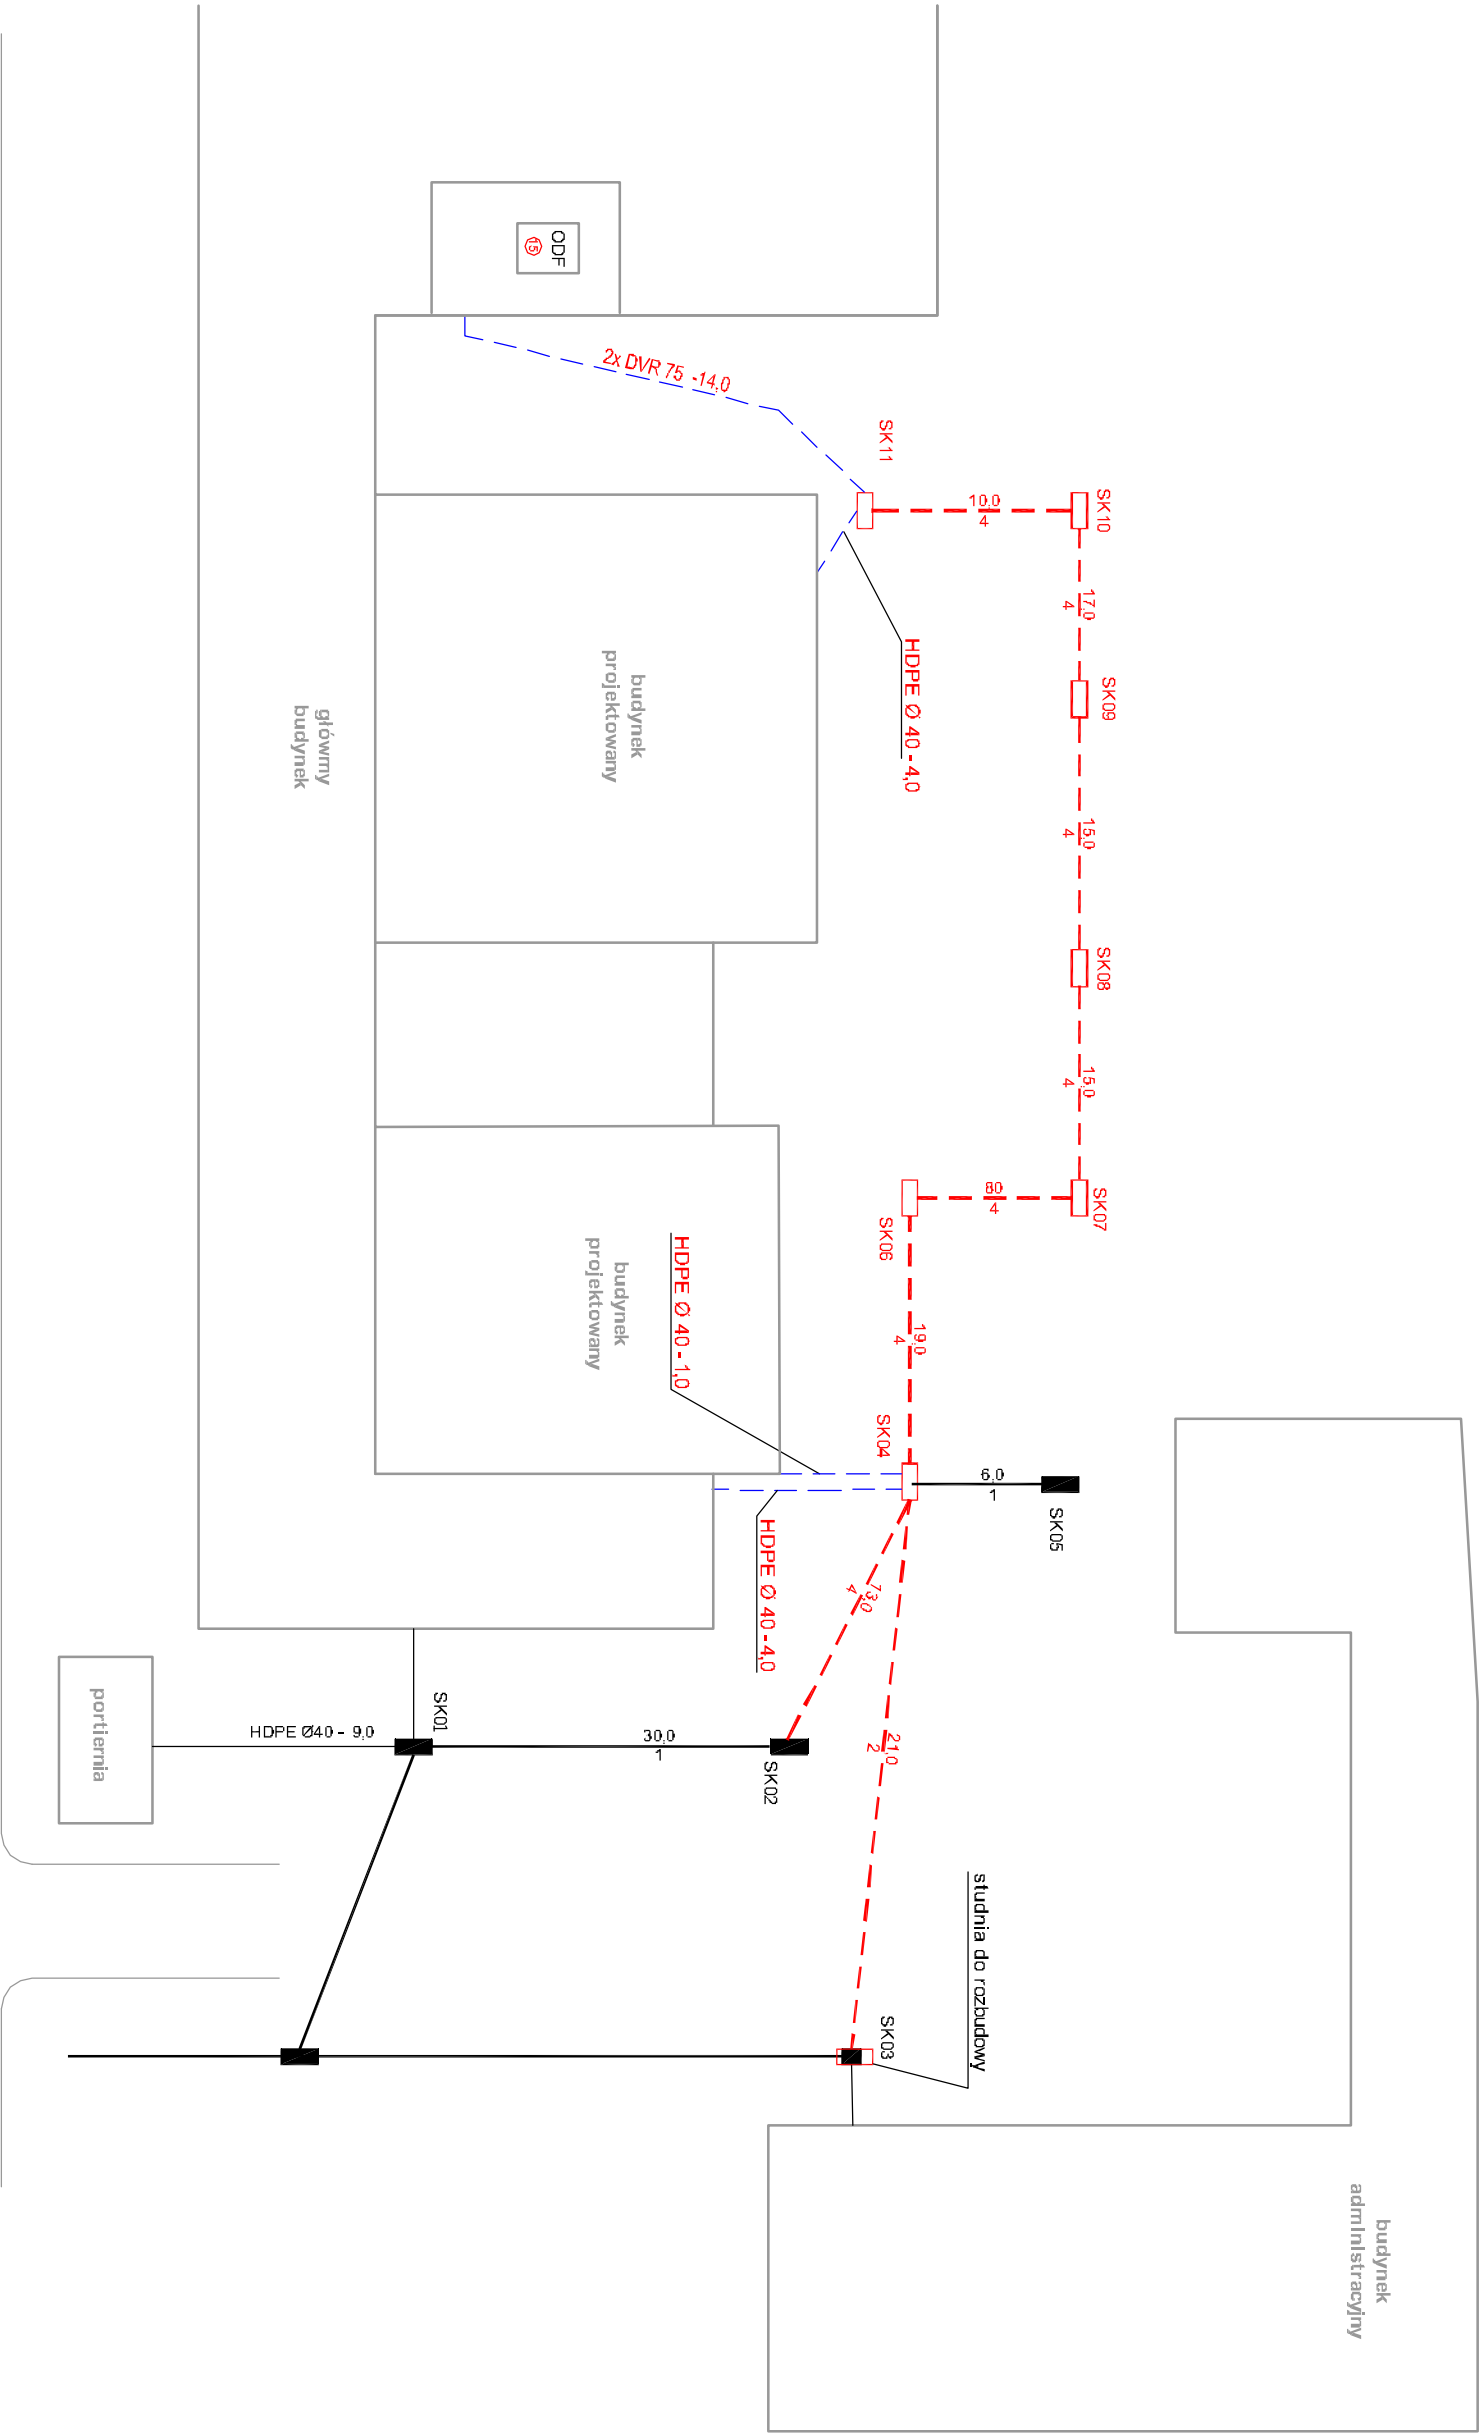 ODF
15
2x DVR 75 -14,0
SK11
10,0
4
SK10
17,0
4
SK09
HDPE Ø 40 - 4,0
budynek
projektowany
główny
budynek
15,0
4
SK08
15,0
4
SK07
80
4
SK06
HDPE Ø 40 - 1,0
budynek
projektowany
19,0
4
SK04
6,0
1
SK05
HDPE Ø 40 - 4,0
13,0
4
SK01
HDPE Ø40 - 9,0
30,0
1
SK02
21,0
2
portiernia
studnia do rozbudowy
SK03
budynek
administracyjny